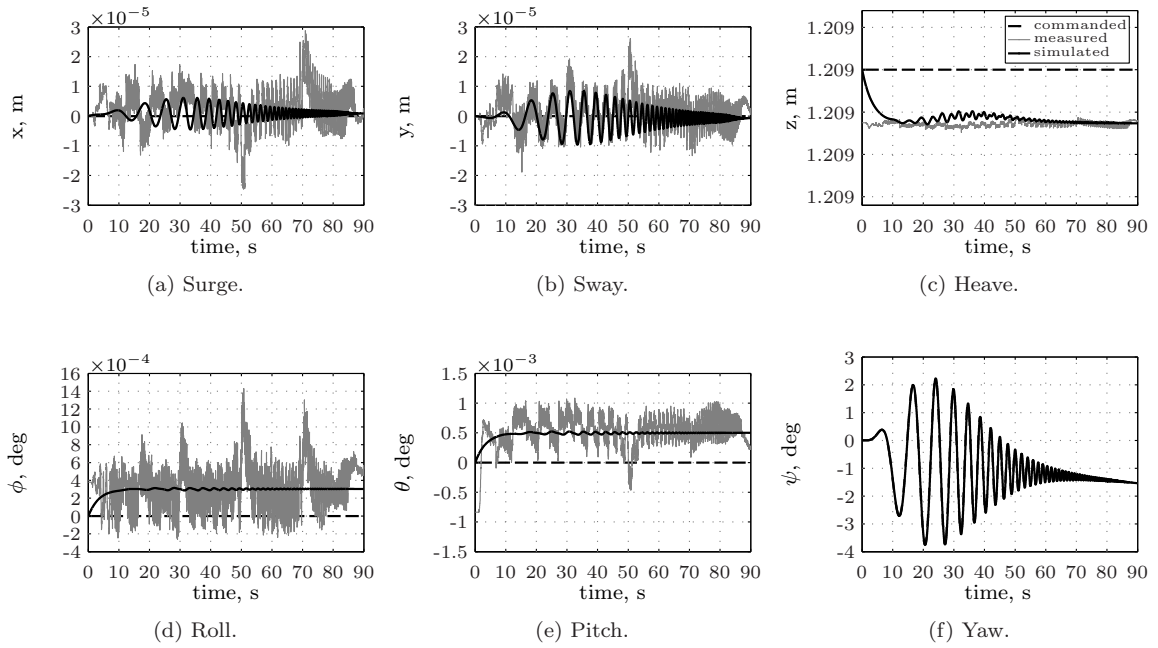 ×10⁻⁵
3
2
1
0
-1
-2
-3
x, m
0 10 20 30 40 50 60 70 80 90
time, s
(a) Surge.
×10⁻⁵
3
2
1
0
-1
-2
-3
y, m
0 10 20 30 40 50 60 70 80 90
time, s
(b) Sway.
1.209
1.209
1.209
1.209
1.209
z, m
commanded
measured
simulated
0 10 20 30 40 50 60 70 80 90
time, s
(c) Heave.
×10⁻⁴
16
14
12
10
8
6
4
2
0
-2
-4
ϕ, deg
0 10 20 30 40 50 60 70 80 90
time, s
(d) Roll.
×10⁻³
1.5
1
0.5
0
-0.5
-1
-1.5
θ, deg
0 10 20 30 40 50 60 70 80 90
time, s
(e) Pitch.
3
2
1
0
-1
-2
-3
-4
ψ, deg
0 10 20 30 40 50 60 70 80 90
time, s
(f) Yaw.